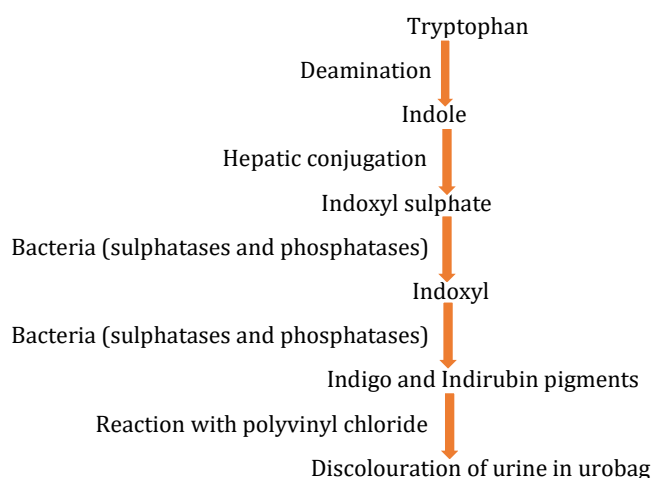 Tryptophan
Deamination
Indole
Hepatic conjugation
Indoxyl sulphate
Bacteria (sulphatases and phosphatases)
Indoxyl
Bacteria (sulphatases and phosphatases)
Indigo and Indirubin pigments
Reaction with polyvinyl chloride
Discolouration of urine in urobag